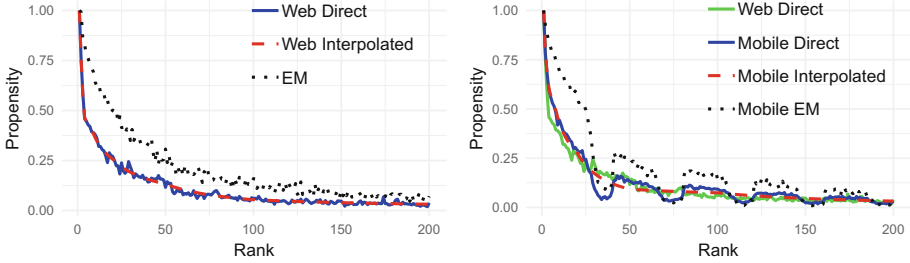 1.00
0.75
0.50
0.25
0.00
Propensity
0
50
100
150
200
Rank
Web Direct
Web Interpolated
EM
1.00
0.75
0.50
0.25
0.00
Propensity
0
50
100
150
200
Rank
Web Direct
Mobile Direct
Mobile Interpolated
Mobile EM